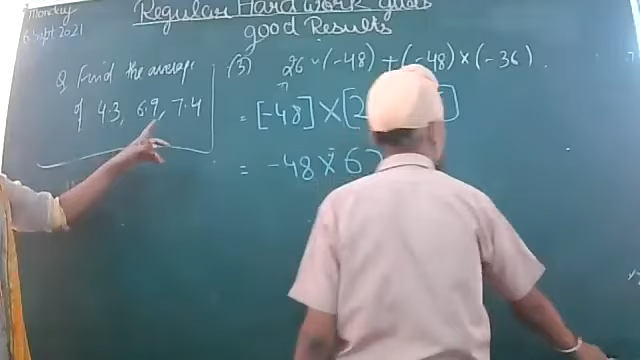 Monday
6 Sept 2021
Regular Hard work gives
good Results
Q Find the average
of 4.3, 6.9, 7.4
(3) 26 × (-48) + (-48) × (-36).
= [-48] × [2
= -48 × 6